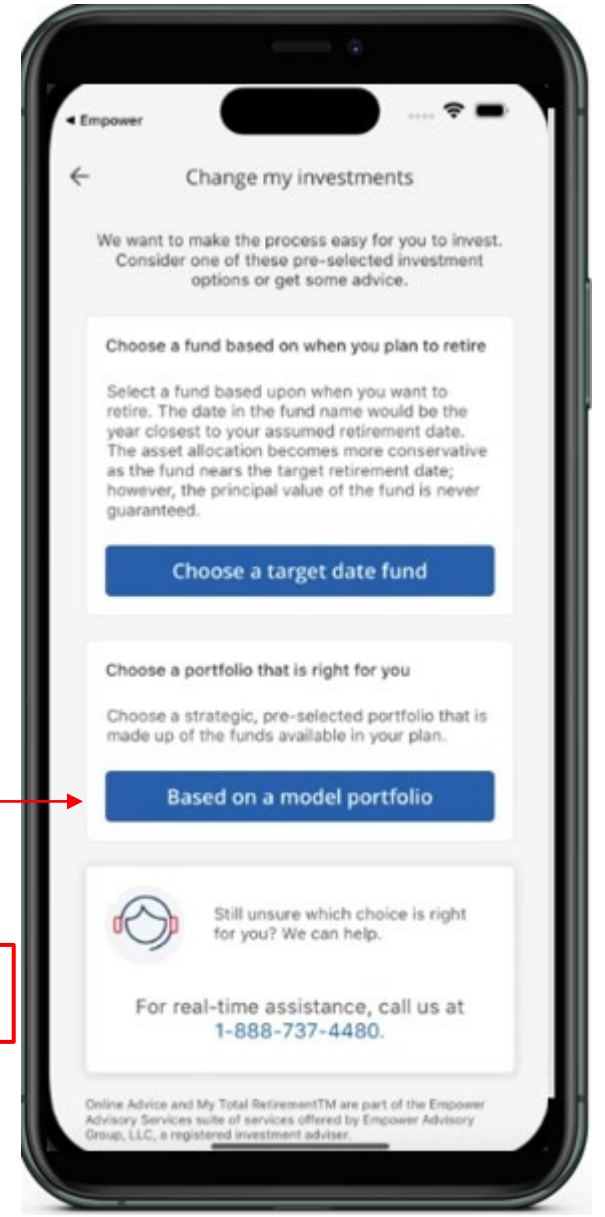 Empower
Change my investments
We want to make the process easy for you to invest.
Consider one of these pre-selected investment
options or get some advice.
Choose a fund based on when you plan to retire
Select a fund based upon when you want to
retire. The date in the fund name would be the
year closest to your assumed retirement date.
The asset allocation becomes more conservative
as the fund nears the target retirement date;
however, the principal value of the fund is never
guaranteed.
Choose a target date fund
Choose a portfolio that is right for you
Choose a strategic, pre-selected portfolio that is
made up of the funds available in your plan.
Based on a model portfolio
Still unsure which choice is right
for you? We can help.
For real-time assistance, call us at
1-888-737-4480.
Online Advice and My Total RetirementTM are part of the Empower
Advisory Services suite of services offered by Empower Advisory
Group, LLC, a registered investment adviser.